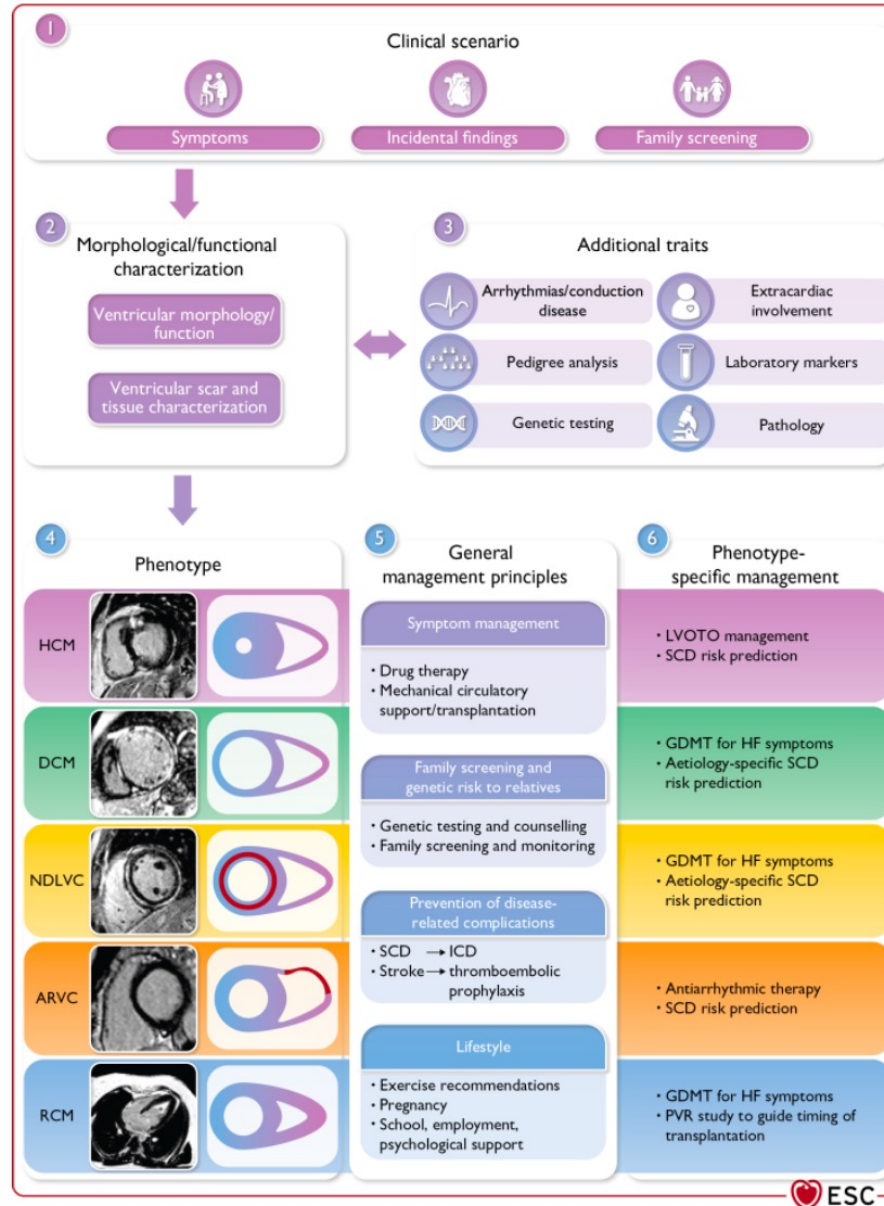 1
Clinical scenario
Symptoms
Incidental findings
Family screening
2
Morphological/functional
characterization
Ventricular morphology/
function
Ventricular scar and
tissue characterization
3
Additional traits
Arrhythmias/conduction
disease
Extracardiac
involvement
Pedigree analysis
Laboratory markers
Genetic testing
Pathology
4
Phenotype
HCM
DCM
NDLVC
ARVC
RCM
5
General
management principles
Symptom management
• Drug therapy
• Mechanical circulatory
support/transplantation
Family screening and
genetic risk to relatives
• Genetic testing and counselling
• Family screening and monitoring
Prevention of disease-
related complications
• SCD → ICD
• Stroke → thromboembolic
prophylaxis
Lifestyle
• Exercise recommendations
• Pregnancy
• School, employment,
psychological support
6
Phenotype-
specific management
• LVOTO management
• SCD risk prediction
• GDMT for HF symptoms
• Aetiology-specific SCD
risk prediction
• GDMT for HF symptoms
• Aetiology-specific SCD
risk prediction
• Antiarrhythmic therapy
• SCD risk prediction
• GDMT for HF symptoms
• PVR study to guide timing of
transplantation
ESC